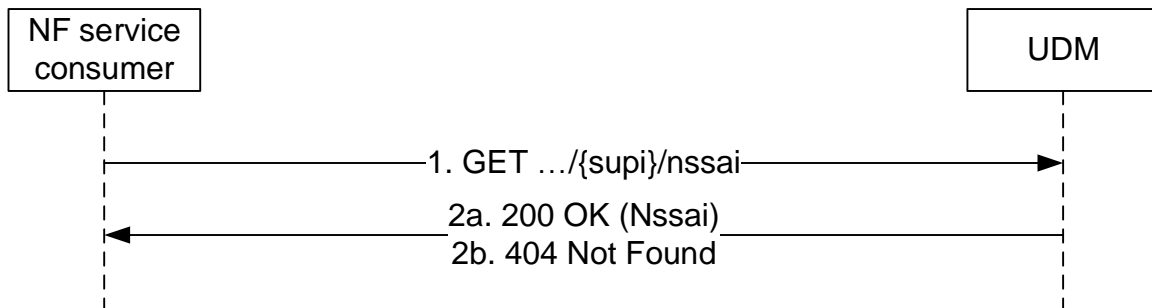 NF service
consumer
UDM
1. GET …/{supi}/nssai
2a. 200 OK (Nssai)
2b. 404 Not Found